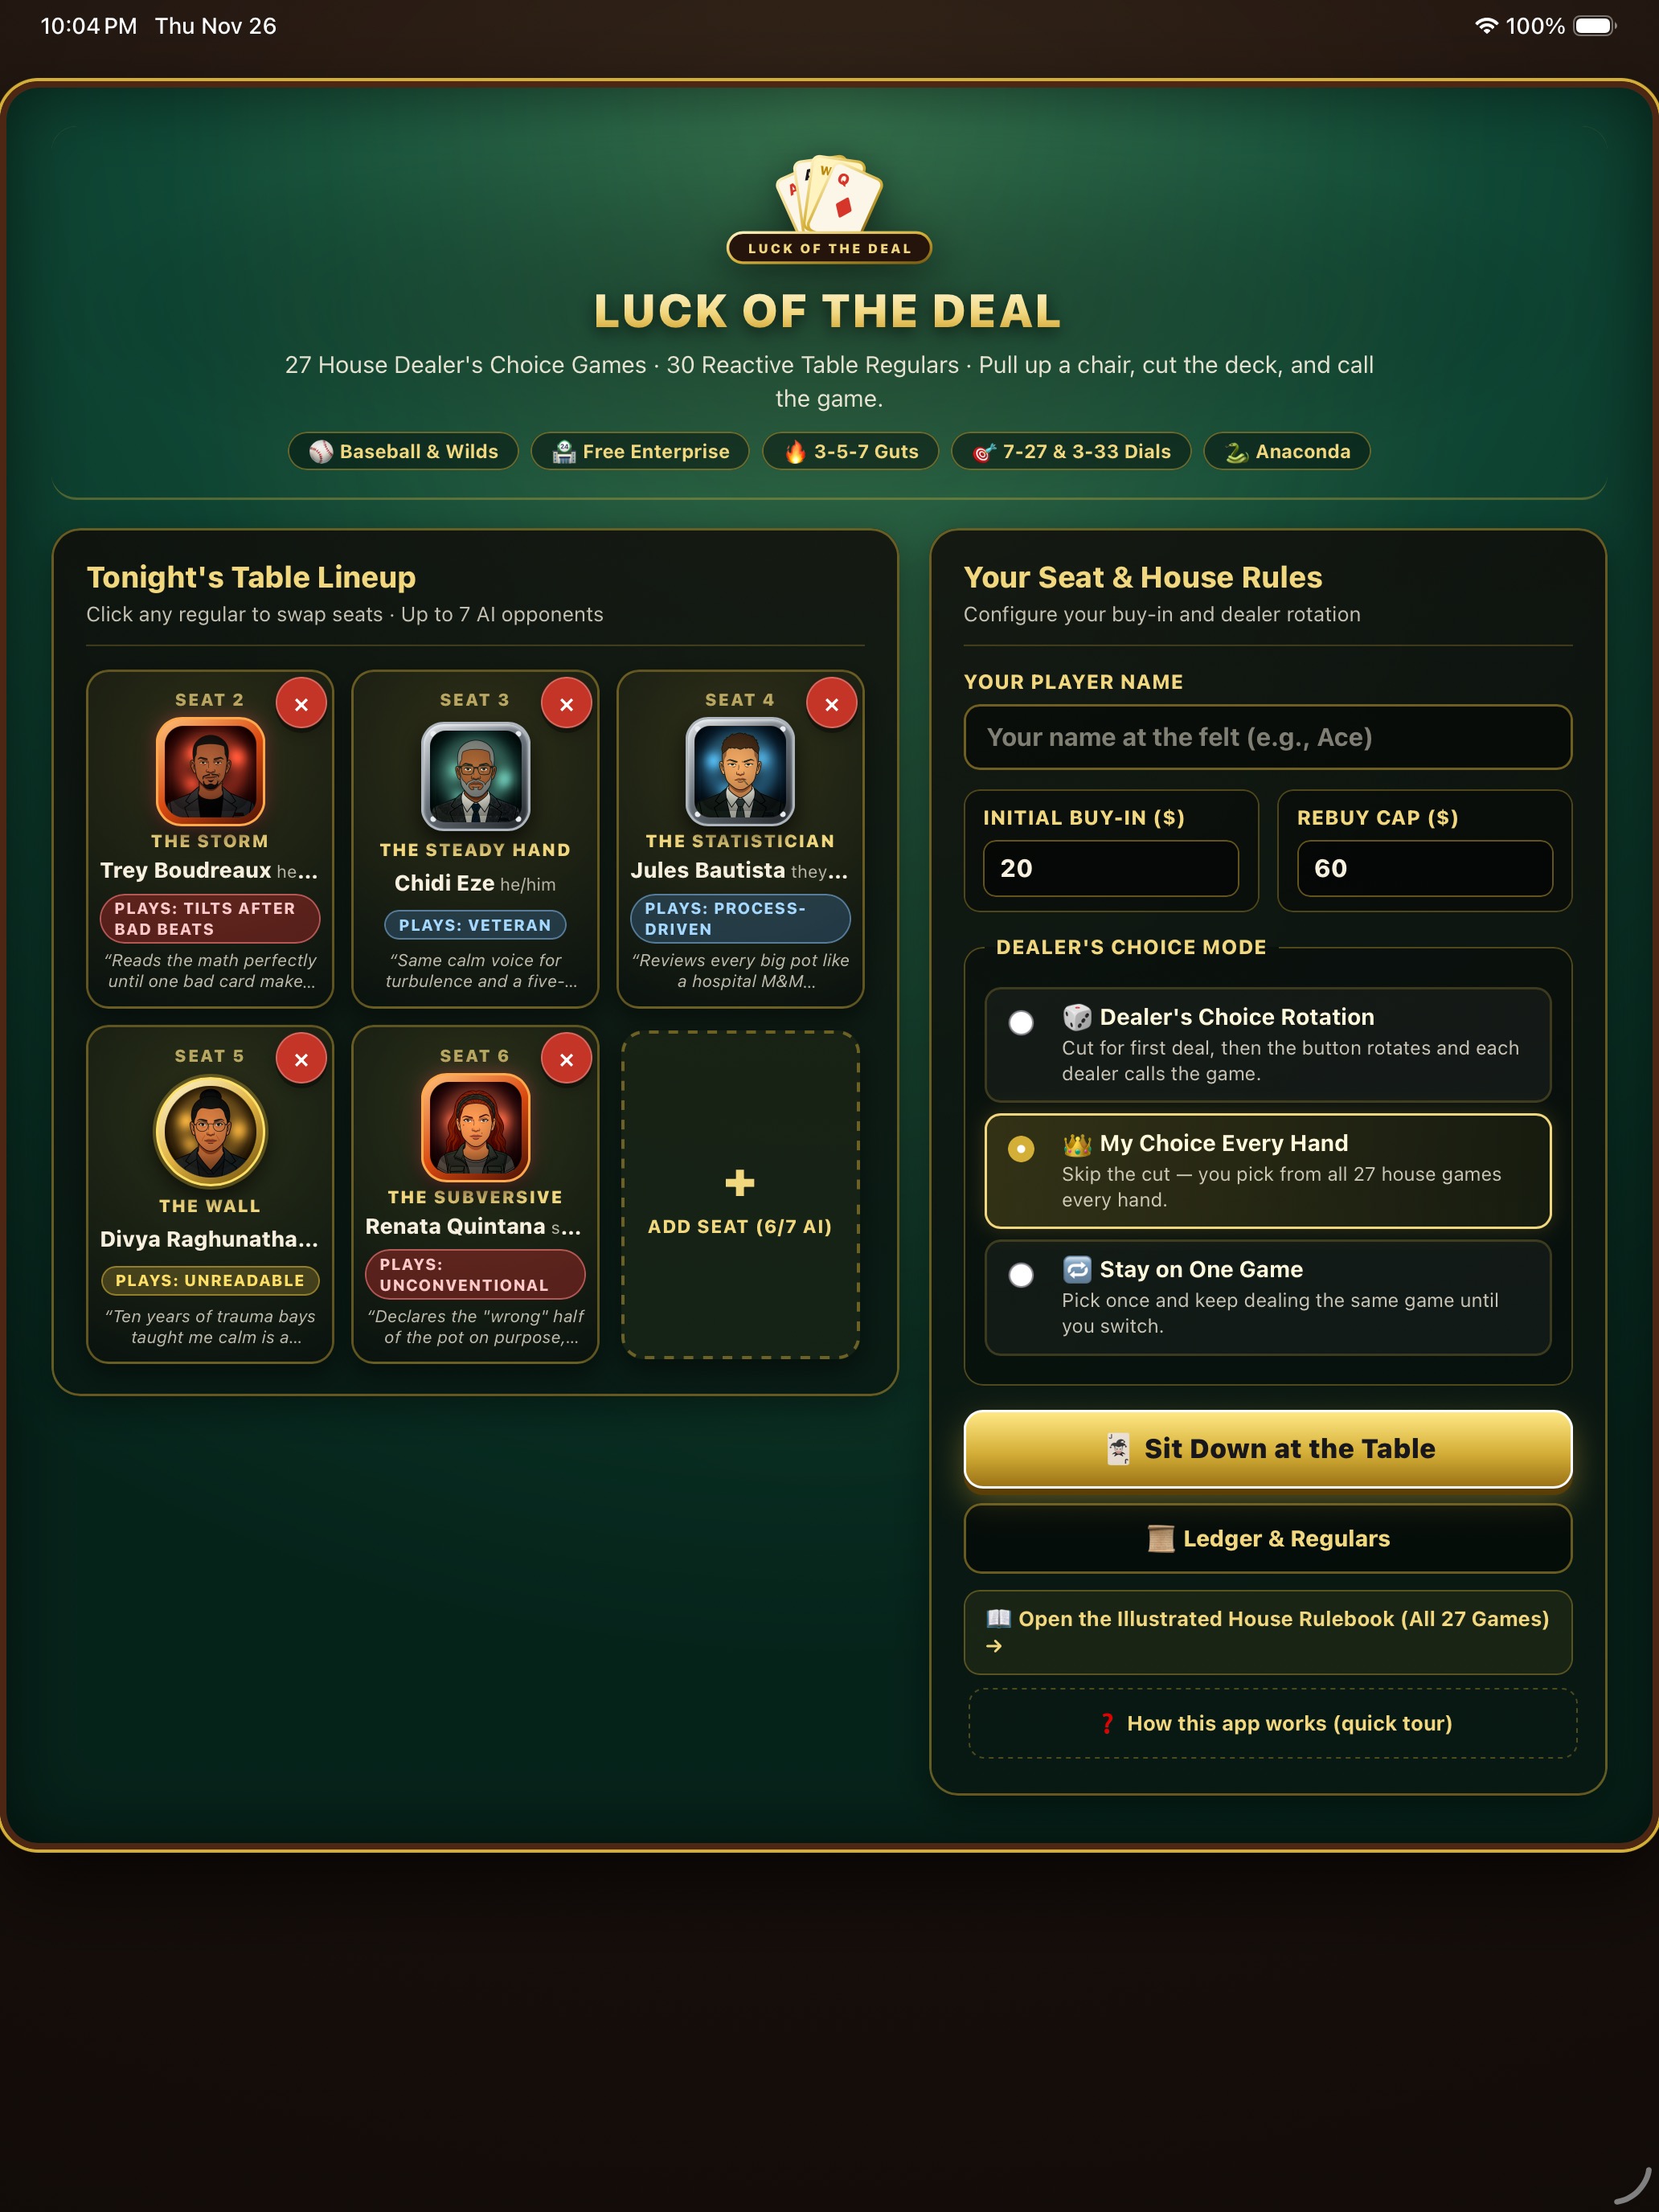 10:04 PM Thu Nov 26
100%
A
W
Q
LUCK OF THE DEAL
LUCK OF THE DEAL
27 House Dealer's Choice Games · 30 Reactive Table Regulars · Pull up a chair, cut the deck, and call
the game.
⚾ Baseball & Wilds
🏪 Free Enterprise
🔥 3-5-7 Guts
🎯 7-27 & 3-33 Dials
🐍 Anaconda
Tonight's Table Lineup
Click any regular to swap seats · Up to 7 AI opponents
SEAT 2
×
THE STORM
Trey Boudreaux he...
PLAYS: TILTS AFTER
BAD BEATS
“Reads the math perfectly
until one bad card make...
SEAT 3
×
THE STEADY HAND
Chidi Eze he/him
PLAYS: VETERAN
“Same calm voice for
turbulence and a five-...
SEAT 4
×
THE STATISTICIAN
Jules Bautista they...
PLAYS: PROCESS-
DRIVEN
“Reviews every big pot like
a hospital M&M...
SEAT 5
×
THE WALL
Divya Raghunatha...
PLAYS: UNREADABLE
“Ten years of trauma bays
taught me calm is a...
SEAT 6
×
THE SUBVERSIVE
Renata Quintana s...
PLAYS:
UNCONVENTIONAL
“Declares the "wrong" half
of the pot on purpose,...
+
ADD SEAT (6/7 AI)
Your Seat & House Rules
Configure your buy-in and dealer rotation
YOUR PLAYER NAME
Your name at the felt (e.g., Ace)
INITIAL BUY-IN ($)
20
REBUY CAP ($)
60
DEALER'S CHOICE MODE
🎲 Dealer's Choice Rotation
Cut for first deal, then the button rotates and each
dealer calls the game.
👑 My Choice Every Hand
Skip the cut — you pick from all 27 house games
every hand.
🔁 Stay on One Game
Pick once and keep dealing the same game until
you switch.
🃏 Sit Down at the Table
📜 Ledger & Regulars
📖 Open the Illustrated House Rulebook (All 27 Games)
→
❓ How this app works (quick tour)